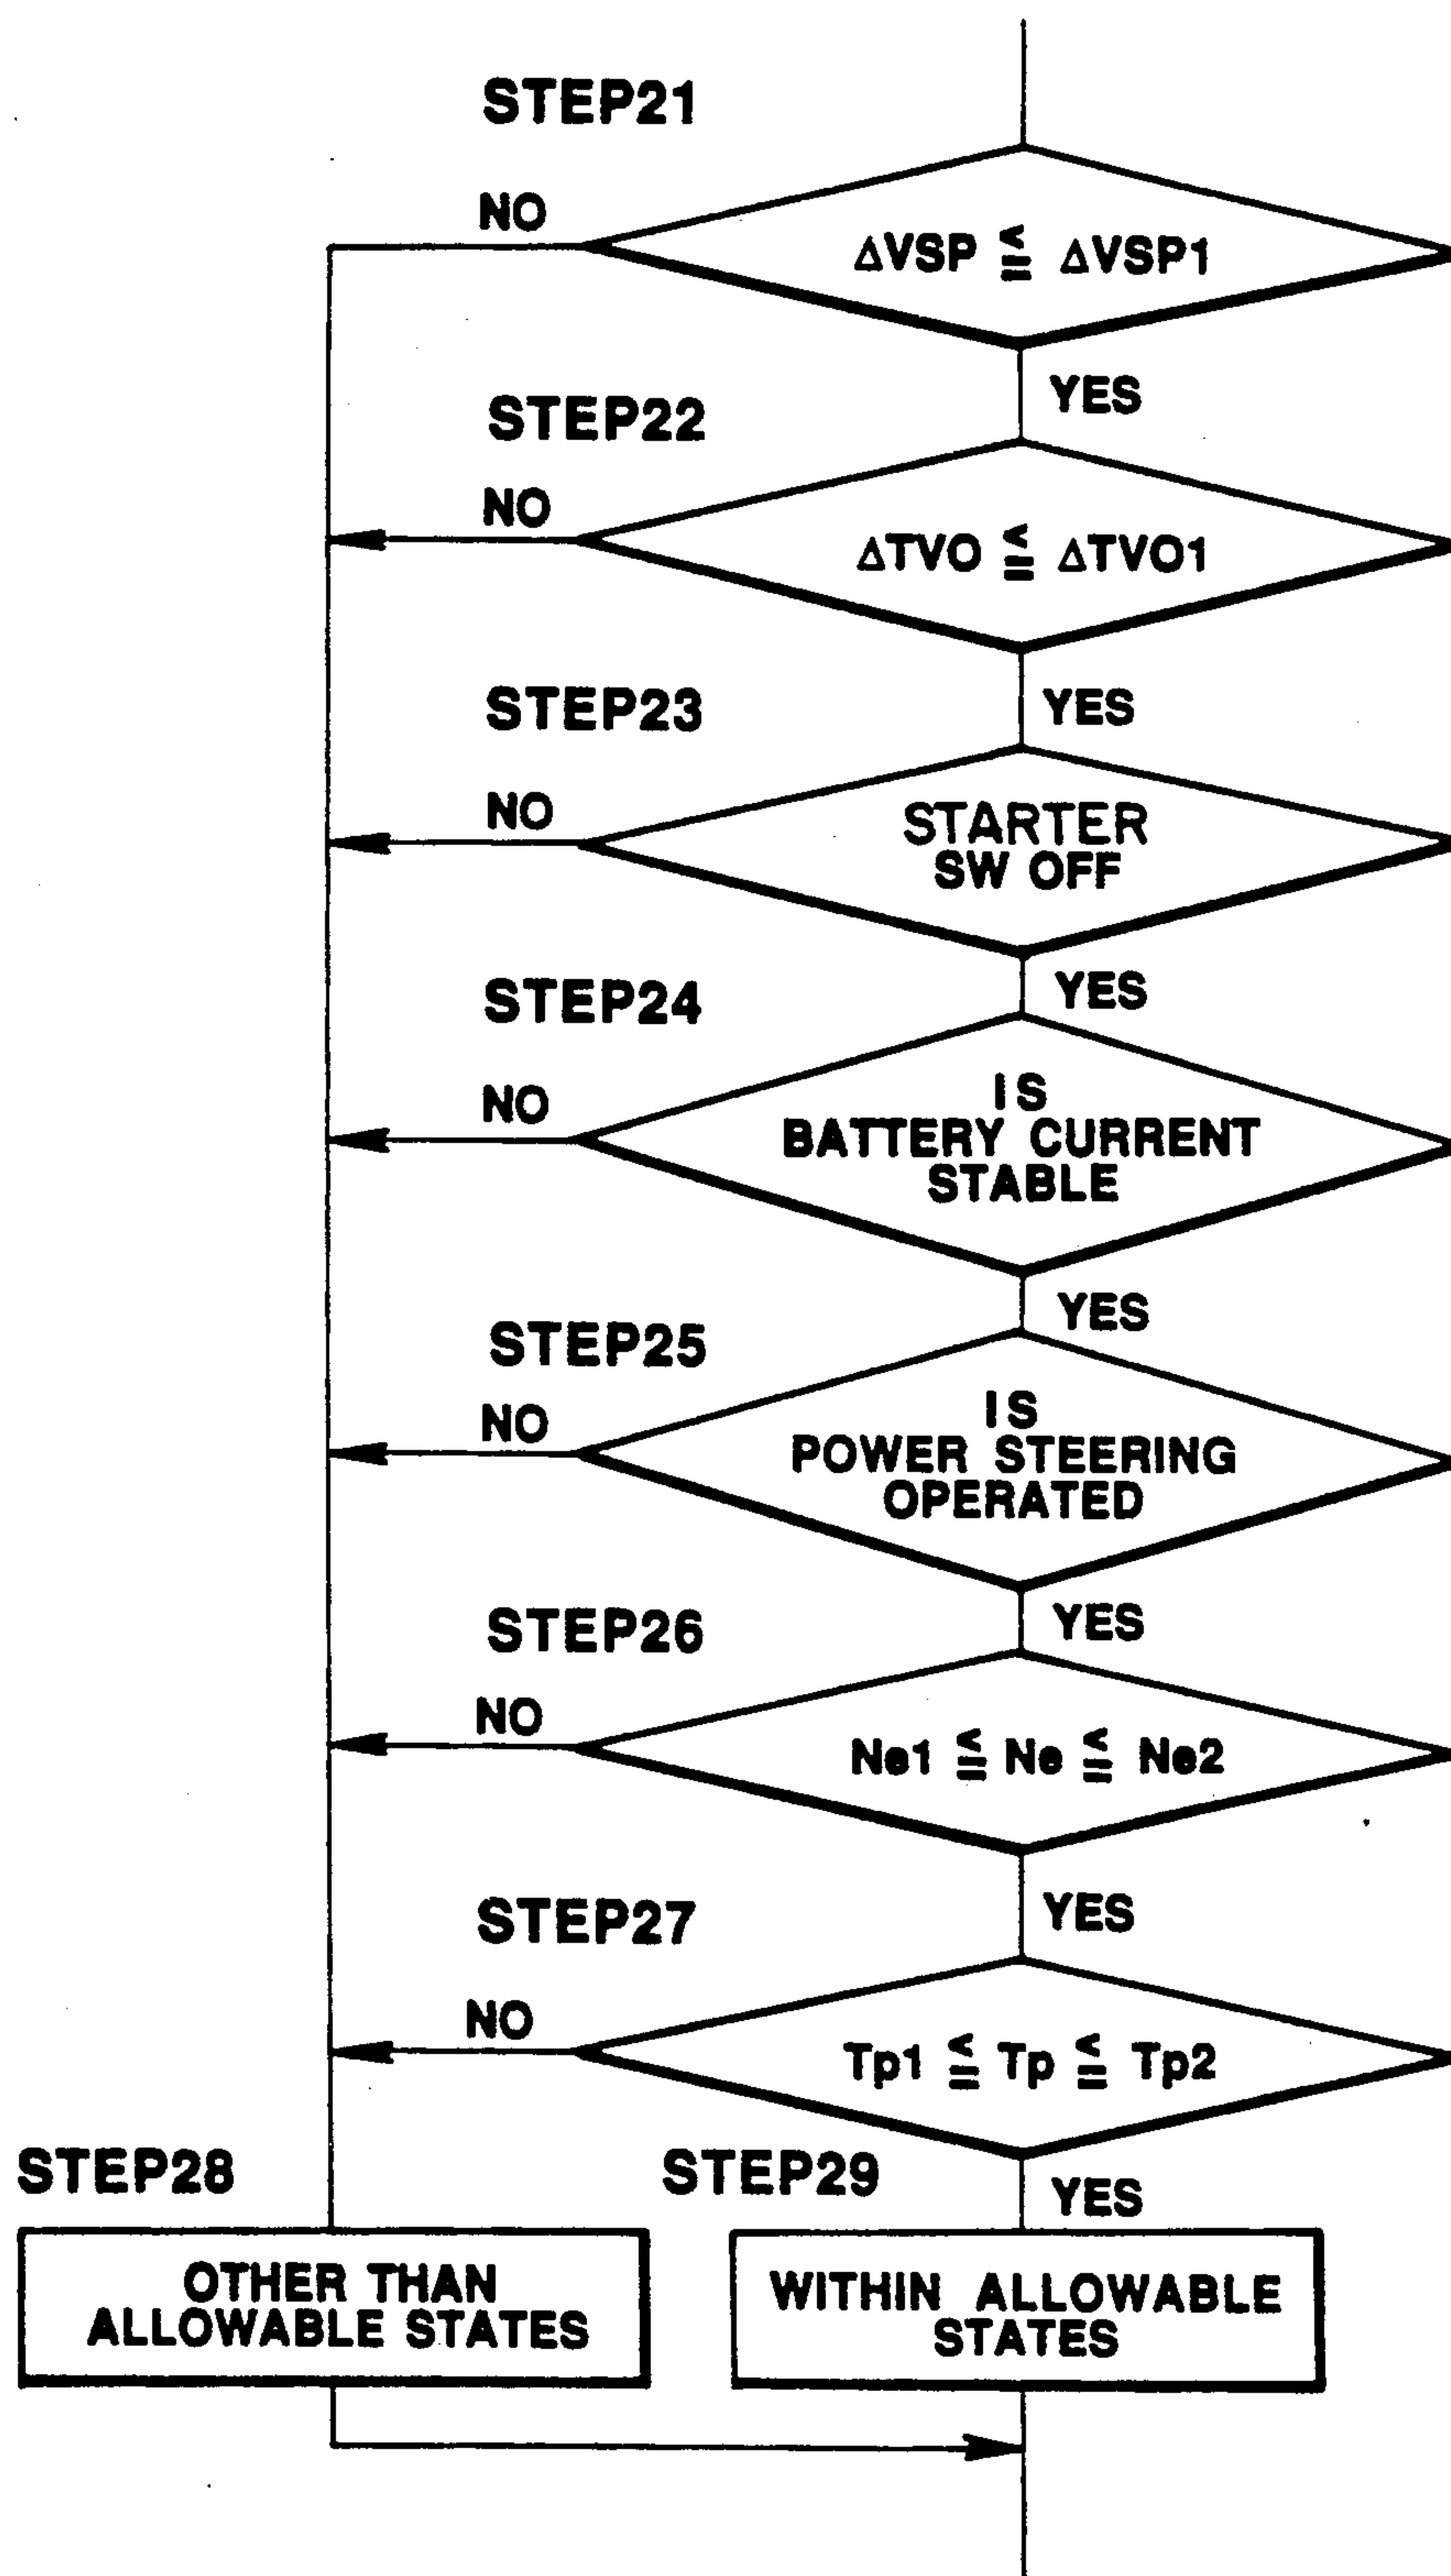 STEP21
NO
ΔVSP ≦ ΔVSP1
YES
STEP22
NO
ΔTVO ≦ ΔTVO1
YES
STEP23
NO
STARTER
SW OFF
YES
STEP24
NO
IS
BATTERY CURRENT
STABLE
YES
STEP25
NO
IS
POWER STEERING
OPERATED
YES
STEP26
NO
Ne1 ≦ Ne ≦ Ne2
YES
STEP27
NO
Tp1 ≦ Tp ≦ Tp2
YES
STEP28
OTHER THAN
ALLOWABLE STATES
STEP29
WITHIN ALLOWABLE
STATES